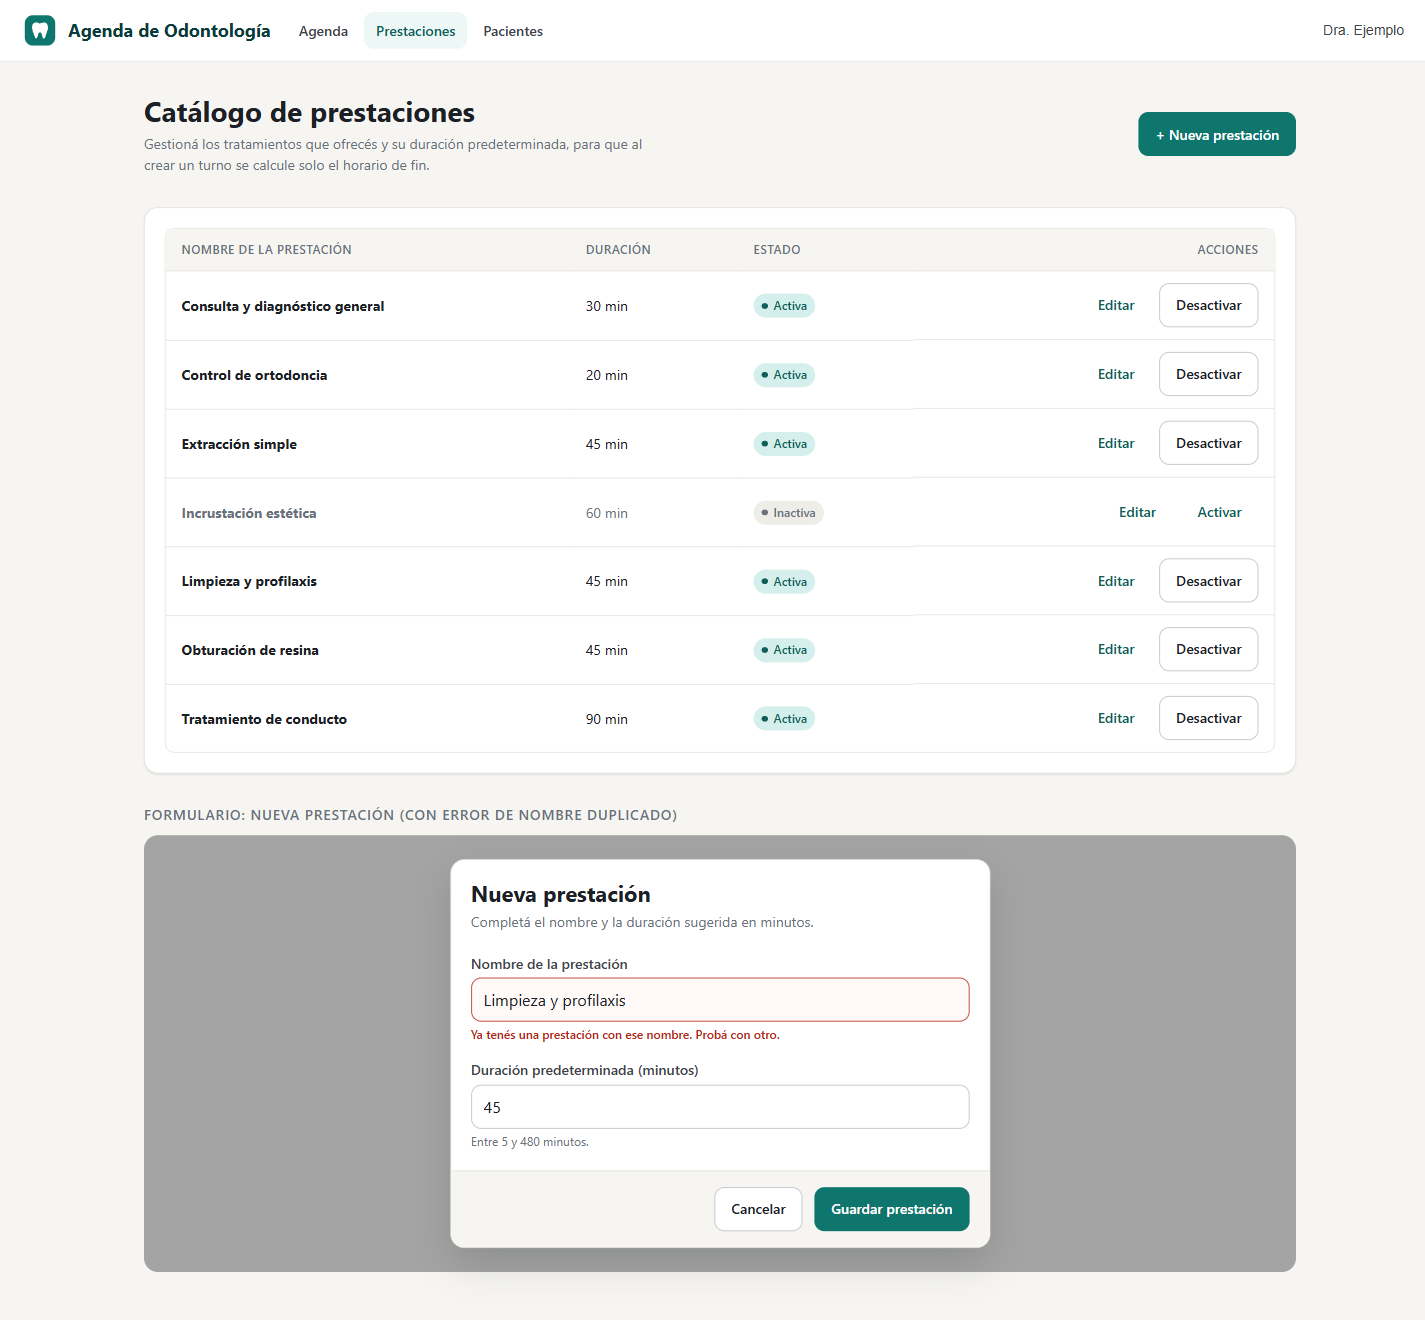 Agenda de Odontología
Agenda
Prestaciones
Pacientes
Dra. Ejemplo
Catálogo de prestaciones
Gestioná los tratamientos que ofrecés y su duración predeterminada, para que al
crear un turno se calcule solo el horario de fin.
+ Nueva prestación
NOMBRE DE LA PRESTACIÓN DURACIÓN ESTADO ACCIONES
Consulta y diagnóstico general 30 min Activa Editar Desactivar
Control de ortodoncia 20 min Activa Editar Desactivar
Extracción simple 45 min Activa Editar Desactivar
Incrustación estética 60 min Inactiva Editar Activar
Limpieza y profilaxis 45 min Activa Editar Desactivar
Obturación de resina 45 min Activa Editar Desactivar
Tratamiento de conducto 90 min Activa Editar Desactivar
FORMULARIO: NUEVA PRESTACIÓN (CON ERROR DE NOMBRE DUPLICADO)
Nueva prestación
Completá el nombre y la duración sugerida en minutos.
Nombre de la prestación
Limpieza y profilaxis
Ya tenés una prestación con ese nombre. Probá con otro.
Duración predeterminada (minutos)
45
Entre 5 y 480 minutos.
Cancelar
Guardar prestación